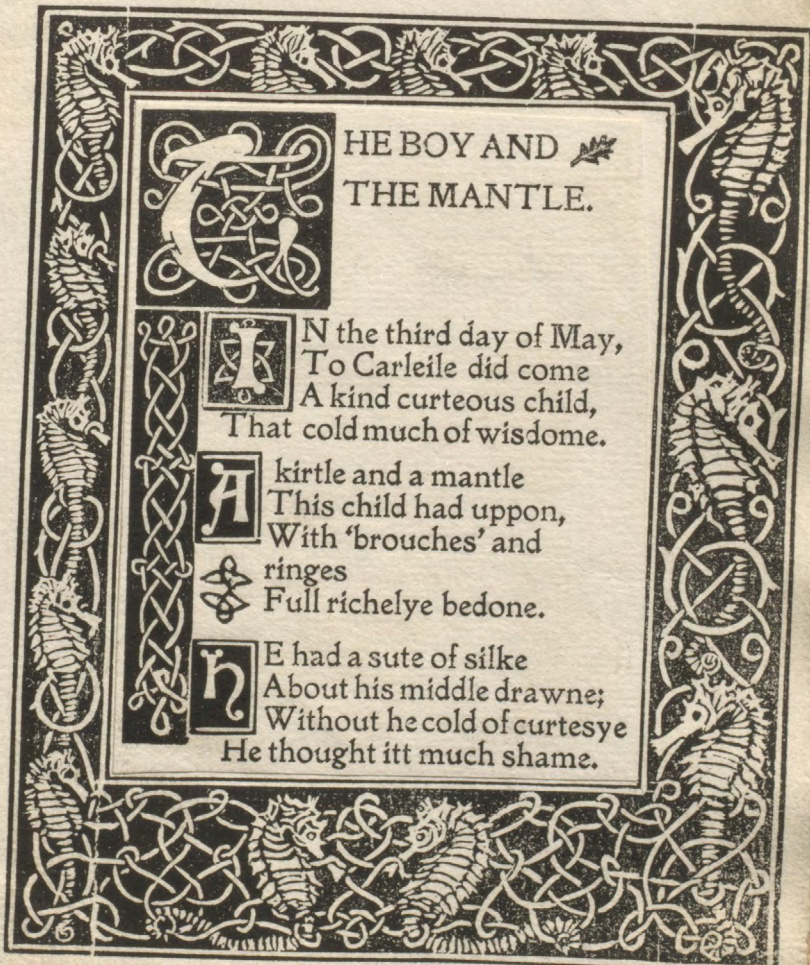 THE BOY AND
THE MANTLE.
IN the third day of May,
To Carleile did come
A kind curteous child,
That cold much of wisdome.
A kirtle and a mantle
This child had uppon,
With ‘brouches’ and
ringes
Full richelye bedone.
HE had a sute of silke
About his middle drawne;
Without he cold of curtesye
He thought itt much shame.